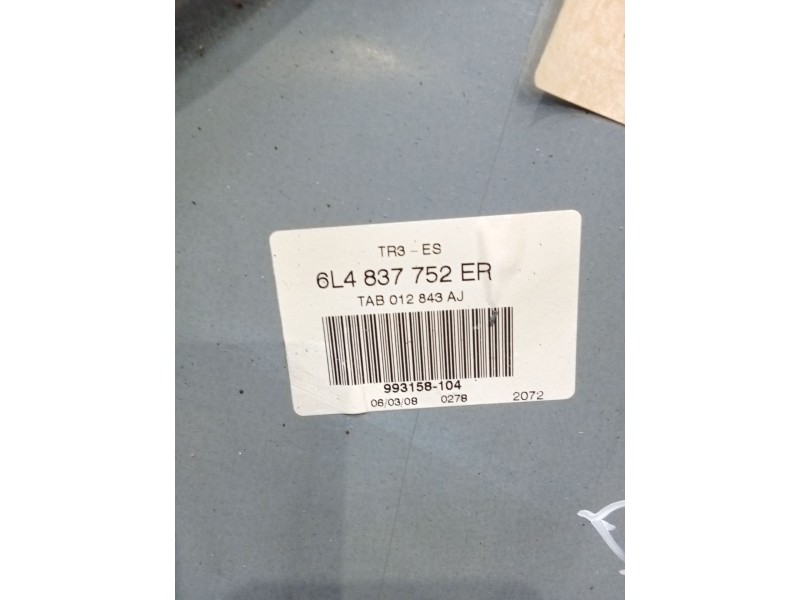 TR3 - ES
6L4 837 752 ER
TAB 012 843 AJ
993158-104
06/03/08 0278 2072